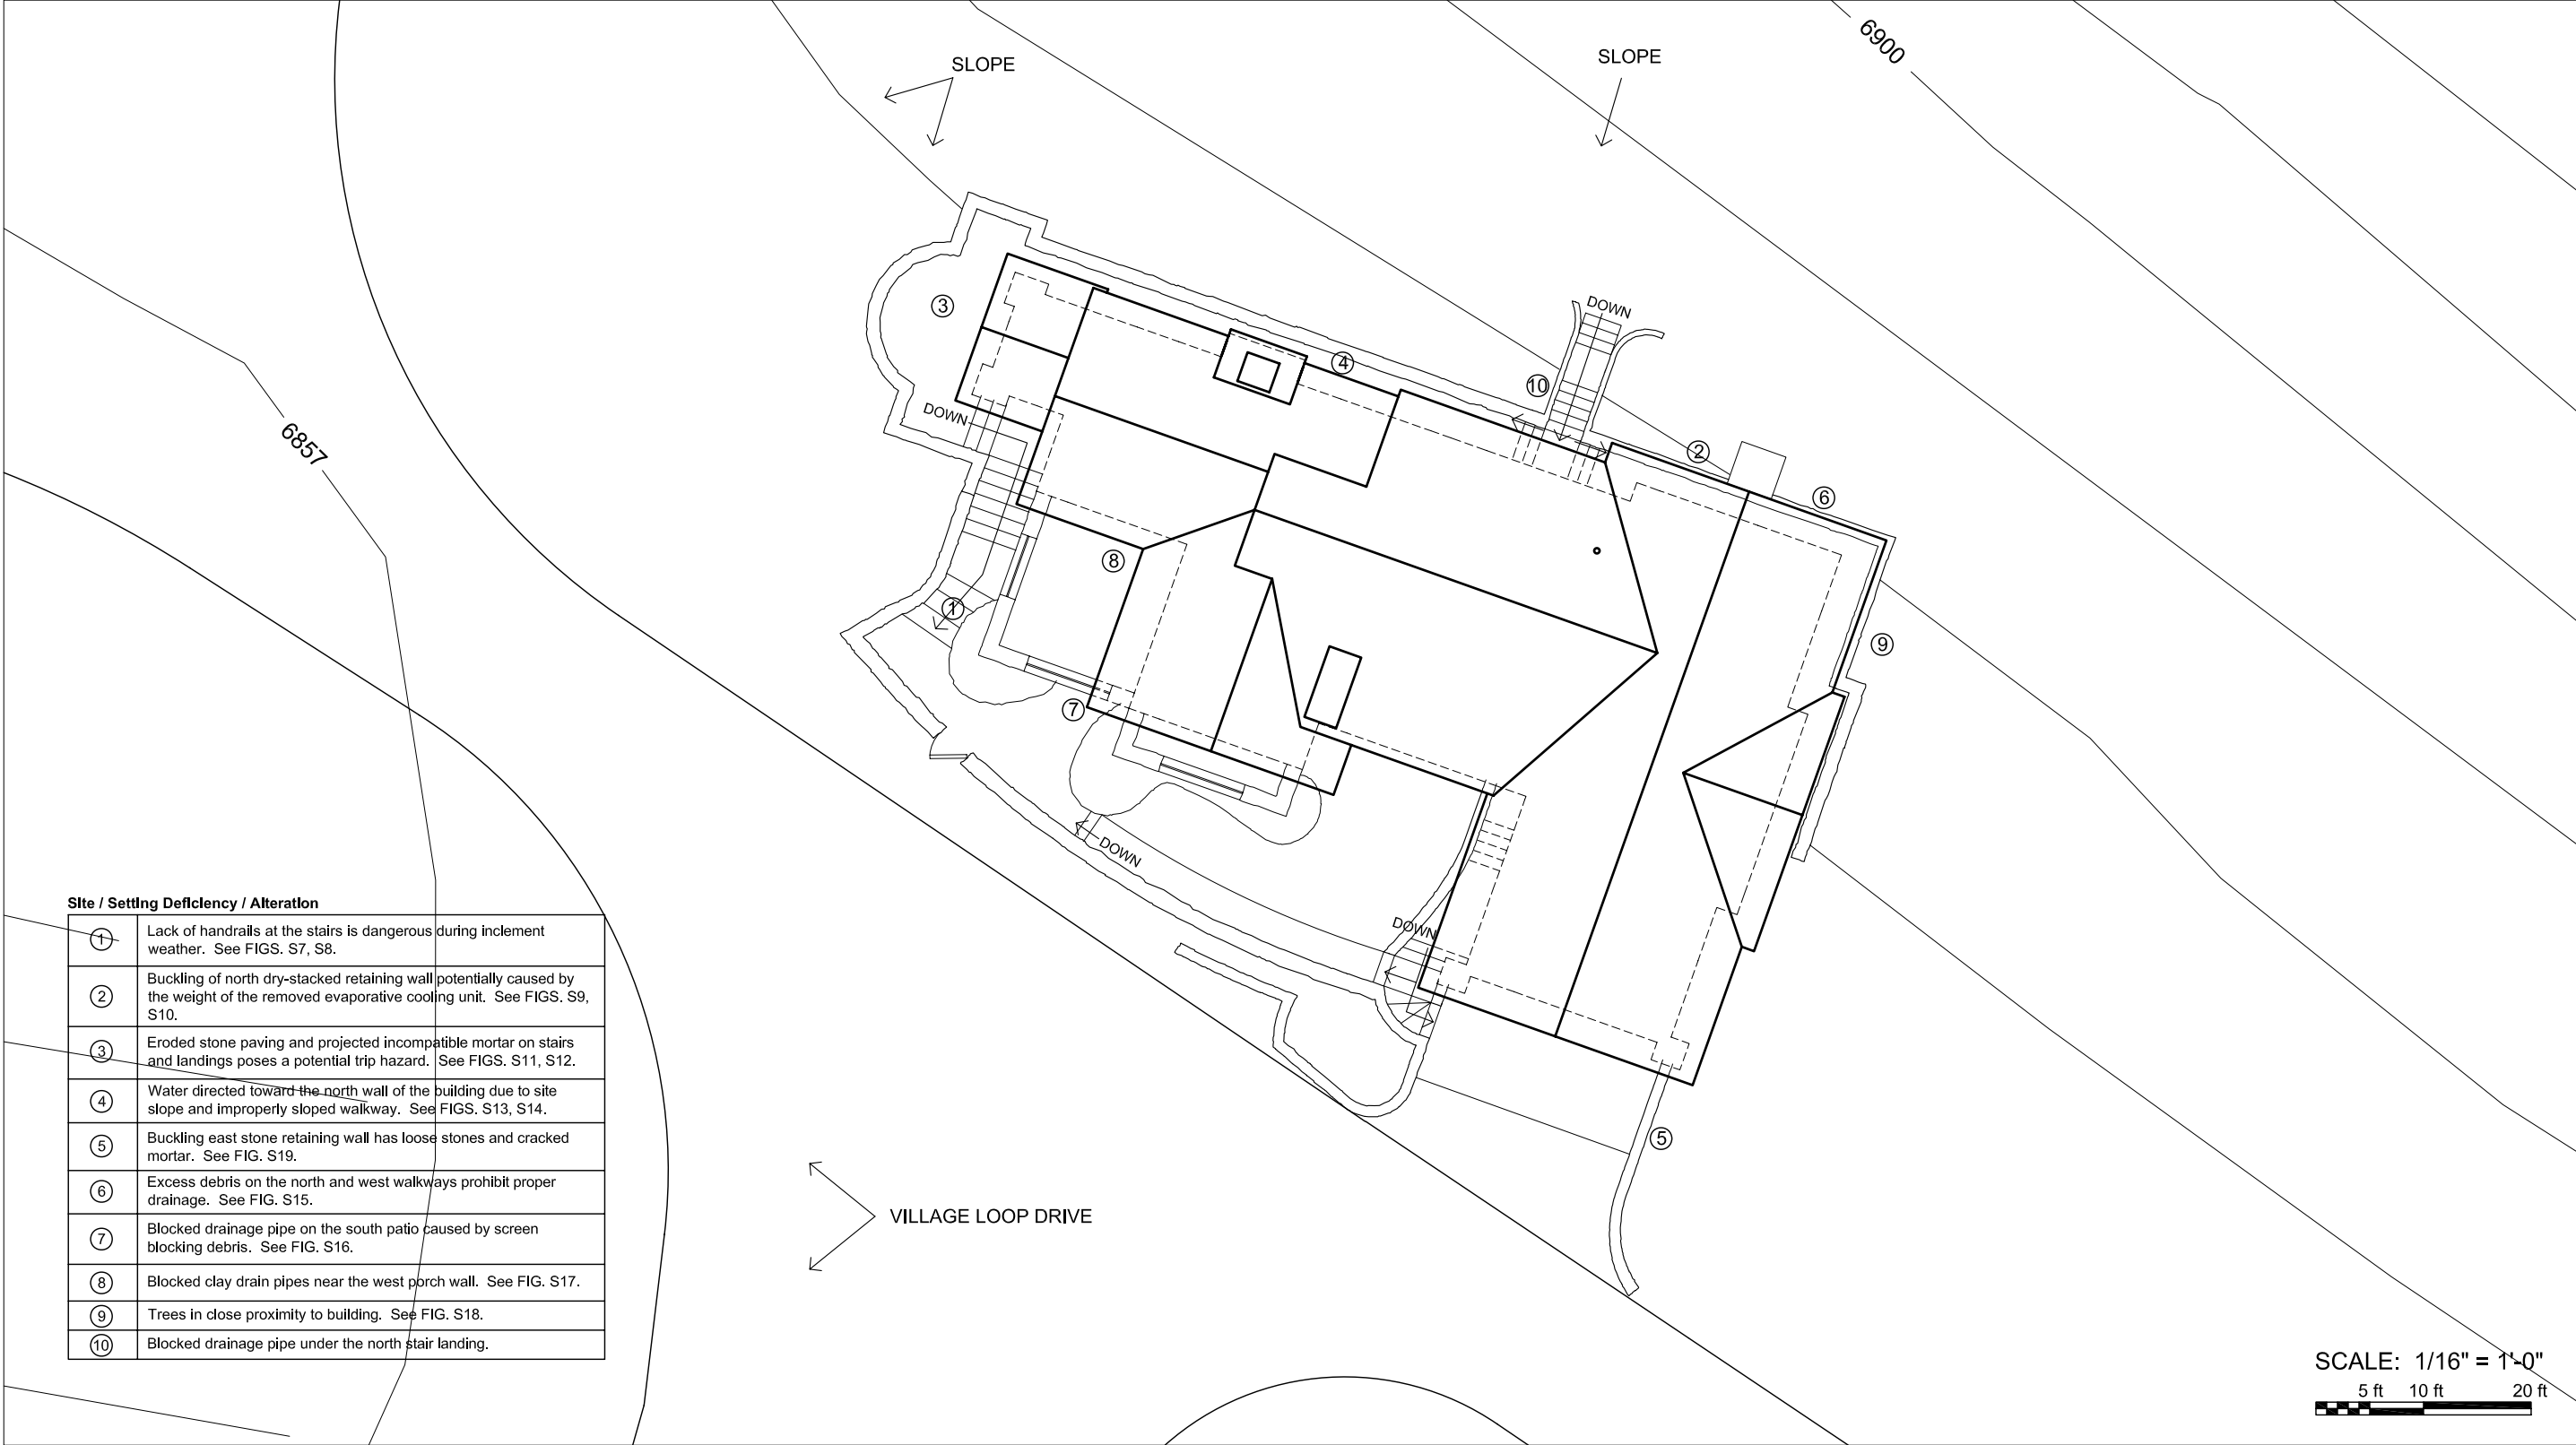 SLOPE
SLOPE
6900
DOWN
3
4
10
DOWN
2
6857
6
8
1
9
7
DOWN
DOWN
5
VILLAGE LOOP DRIVE
Site / Setting Deficiency / Alteration
1 Lack of handrails at the stairs is dangerous during inclement
weather. See FIGS. S7, S8.
2 Buckling of north dry-stacked retaining wall potentially caused by
the weight of the removed evaporative cooling unit. See FIGS. S9,
S10.
3 Eroded stone paving and projected incompatible mortar on stairs
and landings poses a potential trip hazard. See FIGS. S11, S12.
4 Water directed toward the north wall of the building due to site
slope and improperly sloped walkway. See FIGS. S13, S14.
5 Buckling east stone retaining wall has loose stones and cracked
mortar. See FIG. S19.
6 Excess debris on the north and west walkways prohibit proper
drainage. See FIG. S15.
7 Blocked drainage pipe on the south patio caused by screen
blocking debris. See FIG. S16.
8 Blocked clay drain pipes near the west porch wall. See FIG. S17.
9 Trees in close proximity to building. See FIG. S18.
10 Blocked drainage pipe under the north stair landing.
SCALE: 1/16" = 1'-0"
5 ft 10 ft 20 ft